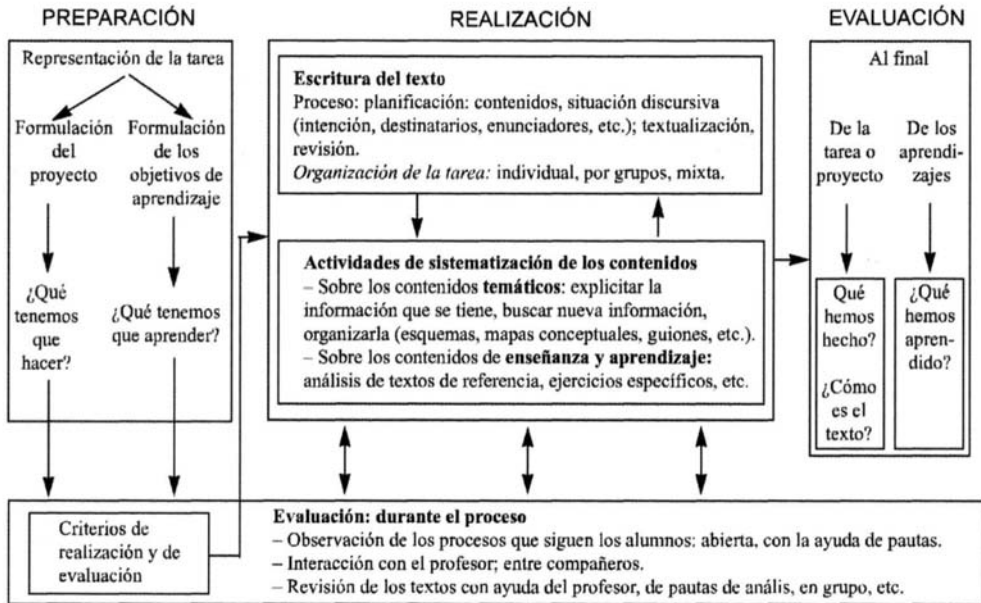 PREPARACIÓN
Representación de la tarea
Formulación
del
proyecto
Formulación
de los
objetivos de
aprendizaje
¿Qué
tenemos
que
hacer?
¿Qué tenemos
que aprender?
REALIZACIÓN
Escritura del texto
Proceso: planificación: contenidos, situación discursiva
(intención, destinatarios, enunciadores, etc.); textualización,
revisión.
Organización de la tarea: individual, por grupos, mixta.
Actividades de sistematización de los contenidos
– Sobre los contenidos temáticos: explicitar la
información que se tiene, buscar nueva información,
organizarla (esquemas, mapas conceptuales, guiones, etc.).
– Sobre los contenidos de enseñanza y aprendizaje:
análisis de textos de referencia, ejercicios específicos, etc.
EVALUACIÓN
Al final
De la
tarea o
proyecto
De los
aprendi-
zajes
Qué
hemos
hecho?
¿Cómo
es el
texto?
¿Qué
hemos
apren-
dido?
Criterios de
realización y de
evaluación
Evaluación: durante el proceso
– Observación de los procesos que siguen los alumnos: abierta, con la ayuda de pautas.
– Interacción con el profesor; entre compañeros.
– Revisión de los textos con ayuda del profesor, de pautas de anális, en grupo, etc.